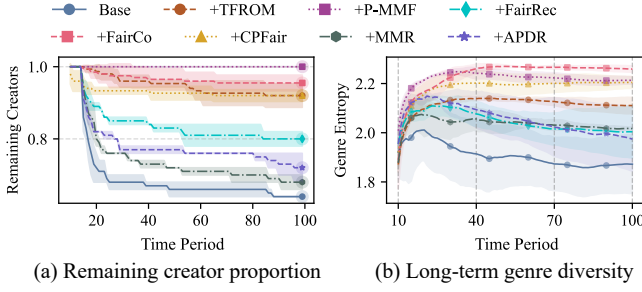 Base +TFROM +P-MMF +FairRec
+FairCo +CPFair +MMR +APDR
Remaining Creators
1.0
0.8
20 40 60 80 100
Time Period
(a) Remaining creator proportion
Genre Entropy
2.2
2.0
1.8
10 40 70 100
Time Period
(b) Long-term genre diversity